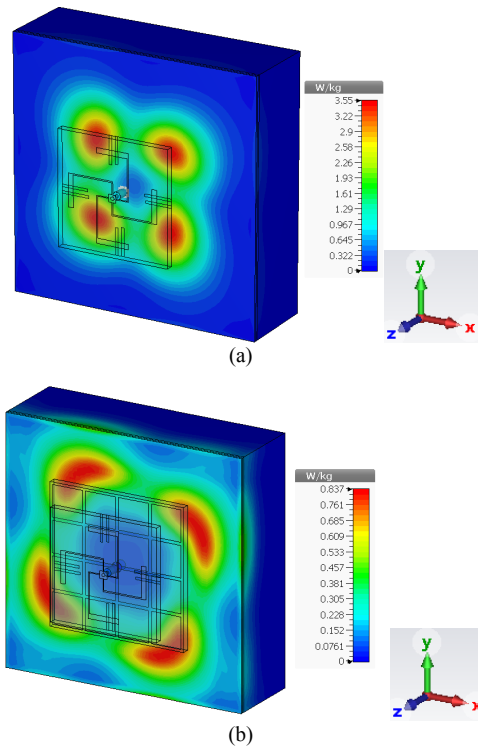 W/kg
3.55
3.22
2.9
2.58
2.26
1.93
1.61
1.29
0.967
0.645
0.322
0
y
z
x
(a)
W/kg
0.837
0.761
0.685
0.609
0.533
0.457
0.381
0.305
0.228
0.152
0.0761
0
y
z
x
(b)